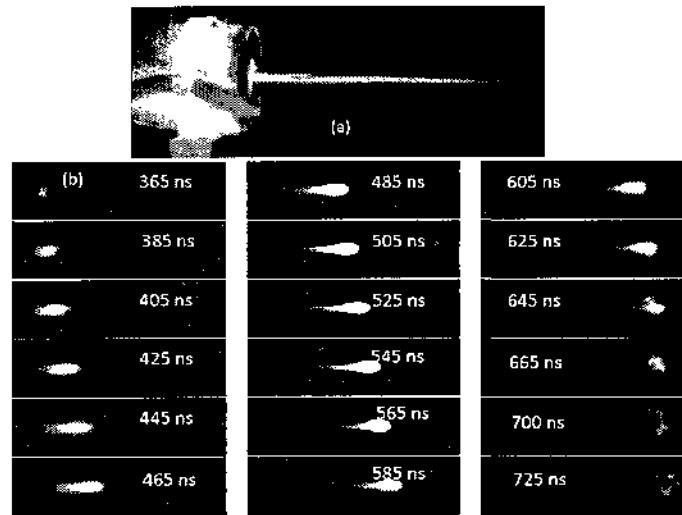 (a)
(b)
365 ns
385 ns
405 ns
425 ns
445 ns
465 ns
485 ns
505 ns
525 ns
545 ns
565 ns
585 ns
605 ns
625 ns
645 ns
665 ns
700 ns
725 ns